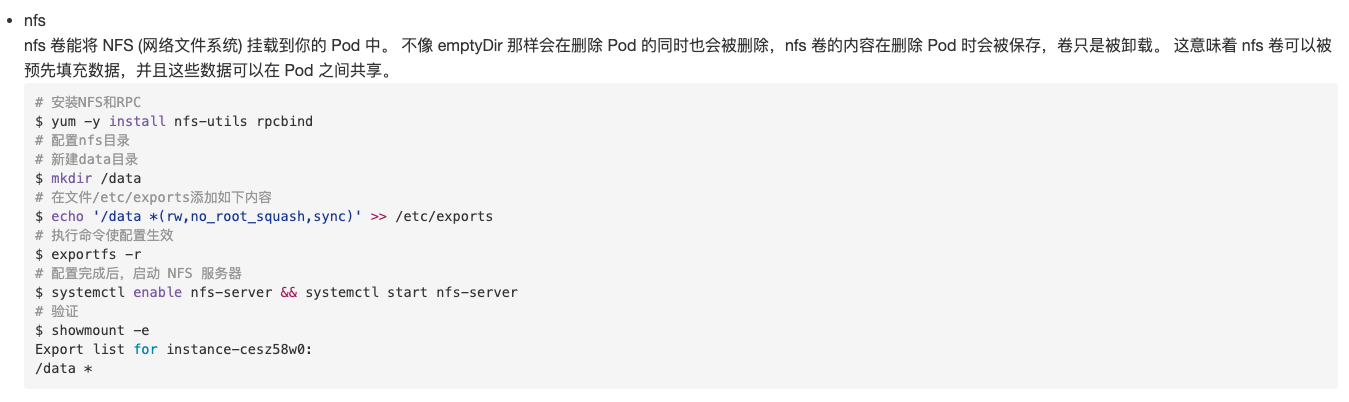 nfs
nfs 卷能将 NFS (网络文件系统) 挂载到你的 Pod 中。 不像 emptyDir 那样会在删除 Pod 的同时也会被删除，nfs 卷的内容在删除 Pod 时会被保存，卷只是被卸载。 这意味着 nfs 卷可以被
预先填充数据，并且这些数据可以在 Pod 之间共享。
# 安装NFS和RPC
$ yum -y install nfs-utils rpcbind
# 配置nfs目录
# 新建data目录
$ mkdir /data
# 在文件/etc/exports添加如下内容
$ echo '/data *(rw,no_root_squash,sync)' >> /etc/exports
# 执行命令使配置生效
$ exportfs -r
# 配置完成后，启动 NFS 服务器
$ systemctl enable nfs-server && systemctl start nfs-server
# 验证
$ showmount -e
Export list for instance-cesz58w0:
/data *